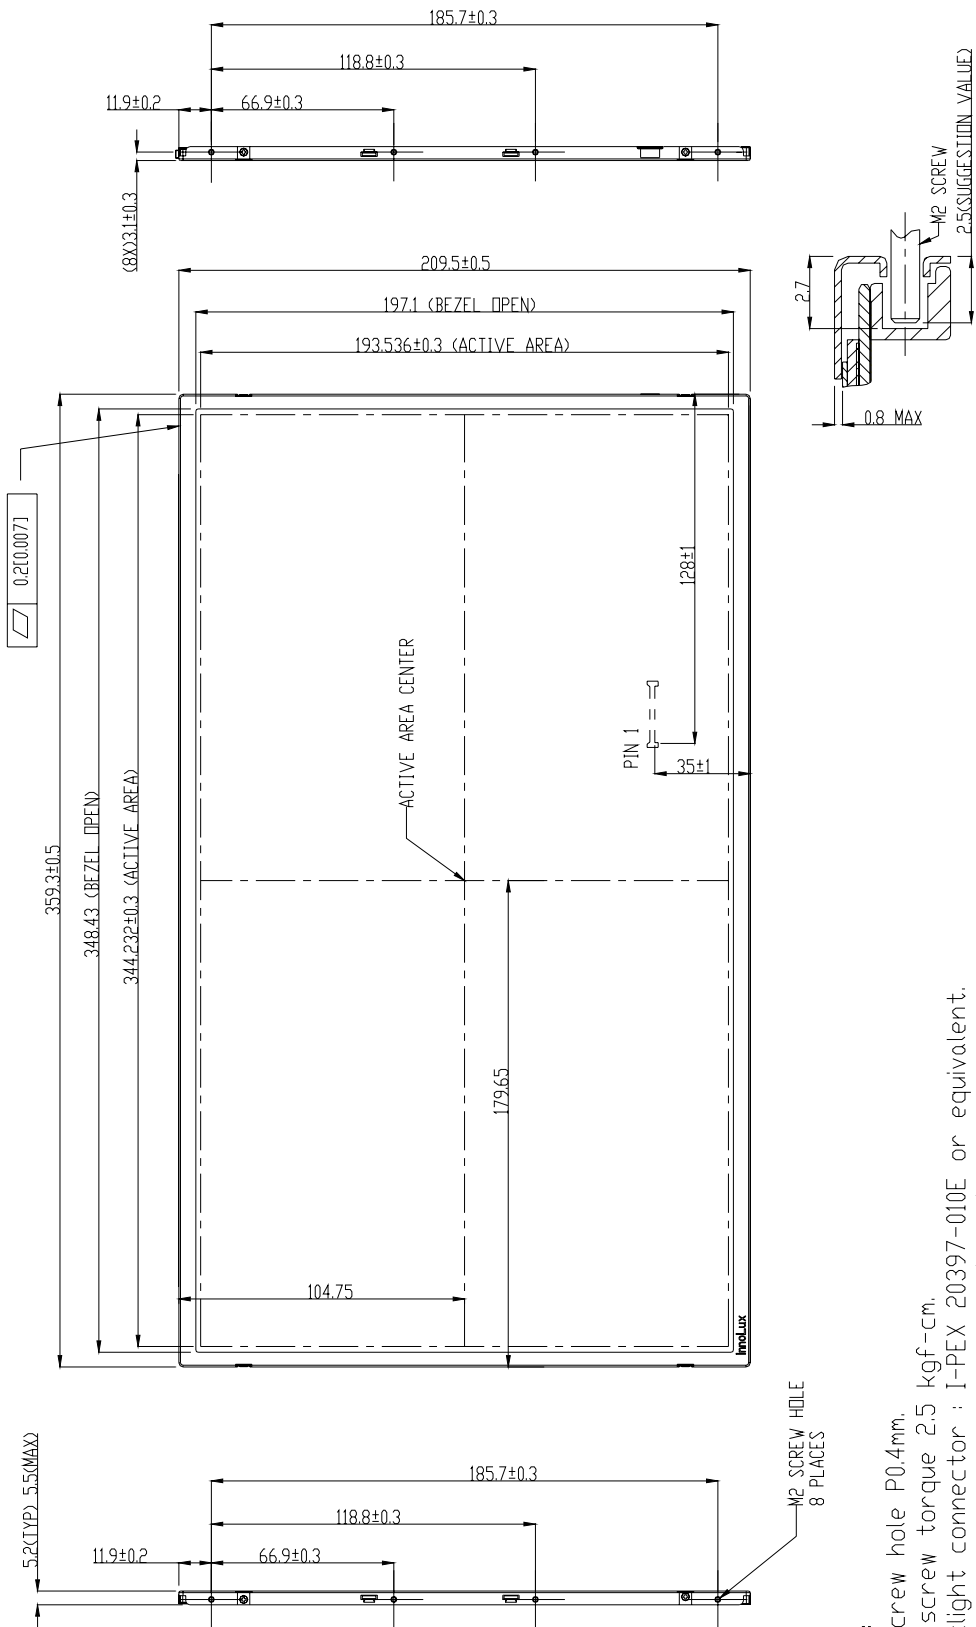 185.7±0.3
118.8±0.3
11.9±0.2
66.9±0.3
(8X)3.1±0.3
209.5±0.5
197.1 (BEZEL OPEN)
193.536±0.3 (ACTIVE AREA)
2.7
M2 SCREW
2.5(SUGGESTION VALUE)
0.8 MAX
0.2[0.007]
359.3±0.5
348.43 (BEZEL OPEN)
344.232±0.3 (ACTIVE AREA)
ACTIVE AREA CENTER
128±1
PIN 1
35±1
179.65
104.75
InnoLux
5.2(TYP) 5.5(MAX)
185.7±0.3
118.8±0.3
11.9±0.2
66.9±0.3
M2 SCREW HOLE
8 PLACES
crew hole P0.4mm.
screw torque 2.5 kgf-cm.
light connector : I-PEX 20397-010E or equivalent.